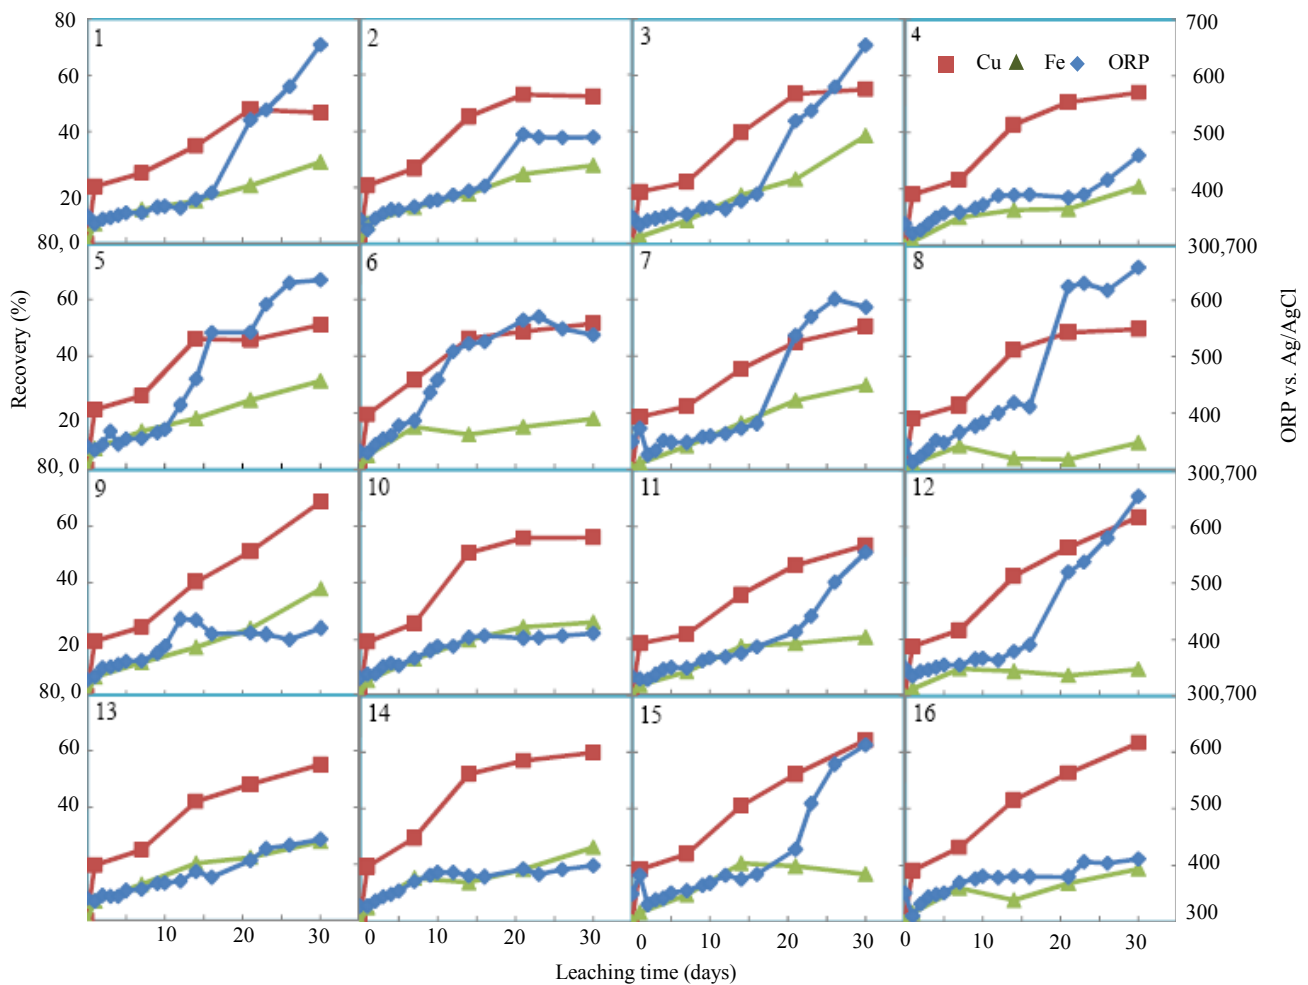 80 700
1 2 3 4
Cu Fe ORP
60 600
40 500
20 400
80, 0 300,700
5 6 7 8
60 600
Recovery (%)
ORP vs. Ag/AgCl
40 500
20 400
80, 0 300,700
9 10 11 12
60 600
40 500
20 400
80, 0 300,700
13 14 15 16
60 600
40 500
400
300
10 20 30 0 10 20 30 0 10 20 30 0 10 20 30
Leaching time (days)